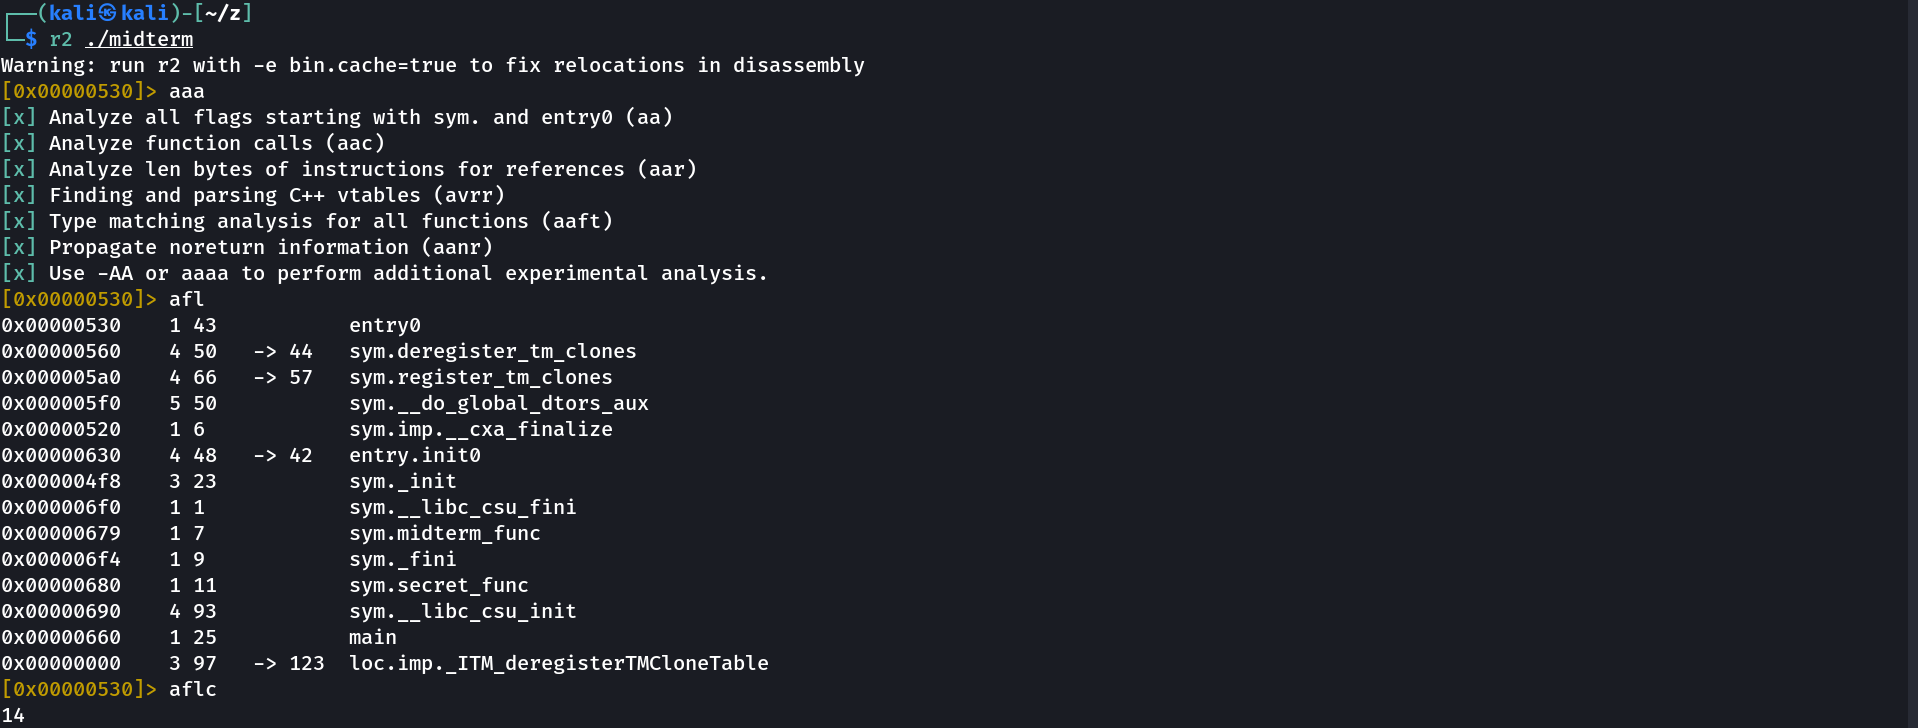 ┌──(kali㉿kali)-[~/z]
└─$ r2 ./midterm
Warning: run r2 with -e bin.cache=true to fix relocations in disassembly
[0x00000530]> aaa
[x] Analyze all flags starting with sym. and entry0 (aa)
[x] Analyze function calls (aac)
[x] Analyze len bytes of instructions for references (aar)
[x] Finding and parsing C++ vtables (avrr)
[x] Type matching analysis for all functions (aaft)
[x] Propagate noreturn information (aanr)
[x] Use -AA or aaaa to perform additional experimental analysis.
[0x00000530]> afl
0x00000530    1 43           entry0
0x00000560    4 50   -> 44   sym.deregister_tm_clones
0x000005a0    4 66   -> 57   sym.register_tm_clones
0x000005f0    5 50           sym.__do_global_dtors_aux
0x00000520    1 6            sym.imp.__cxa_finalize
0x00000630    4 48   -> 42   entry.init0
0x000004f8    3 23           sym._init
0x000006f0    1 1            sym.__libc_csu_fini
0x00000679    1 7            sym.midterm_func
0x000006f4    1 9            sym._fini
0x00000680    1 11           sym.secret_func
0x00000690    4 93           sym.__libc_csu_init
0x00000660    1 25           main
0x00000000    3 97   -> 123  loc.imp._ITM_deregisterTMCloneTable
[0x00000530]> aflc
14